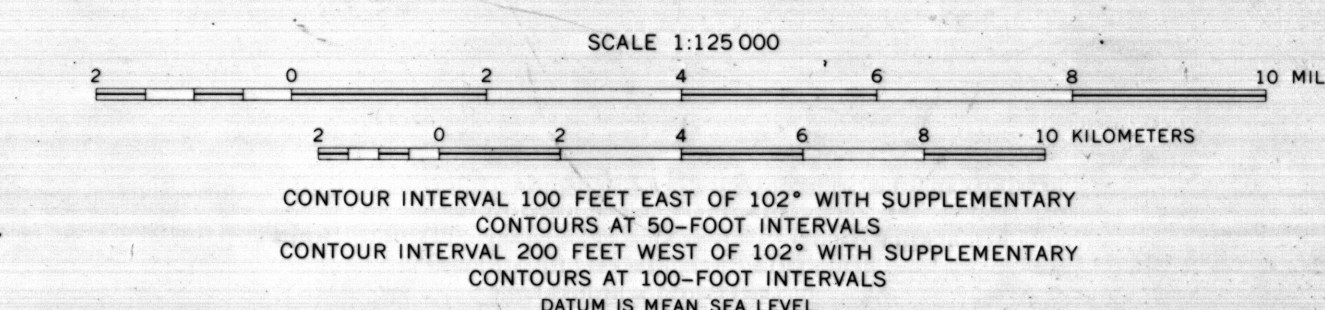 SCALE 1:125 000
2 0 2 4 6 8 10 MIL
2 0 2 4 6 8 10 KILOMETERS
CONTOUR INTERVAL 100 FEET EAST OF 102° WITH SUPPLEMENTARY
CONTOURS AT 50-FOOT INTERVALS
CONTOUR INTERVAL 200 FEET WEST OF 102° WITH SUPPLEMENTARY
CONTOURS AT 100-FOOT INTERVALS
DATUM IS MEAN SEA LEVEL